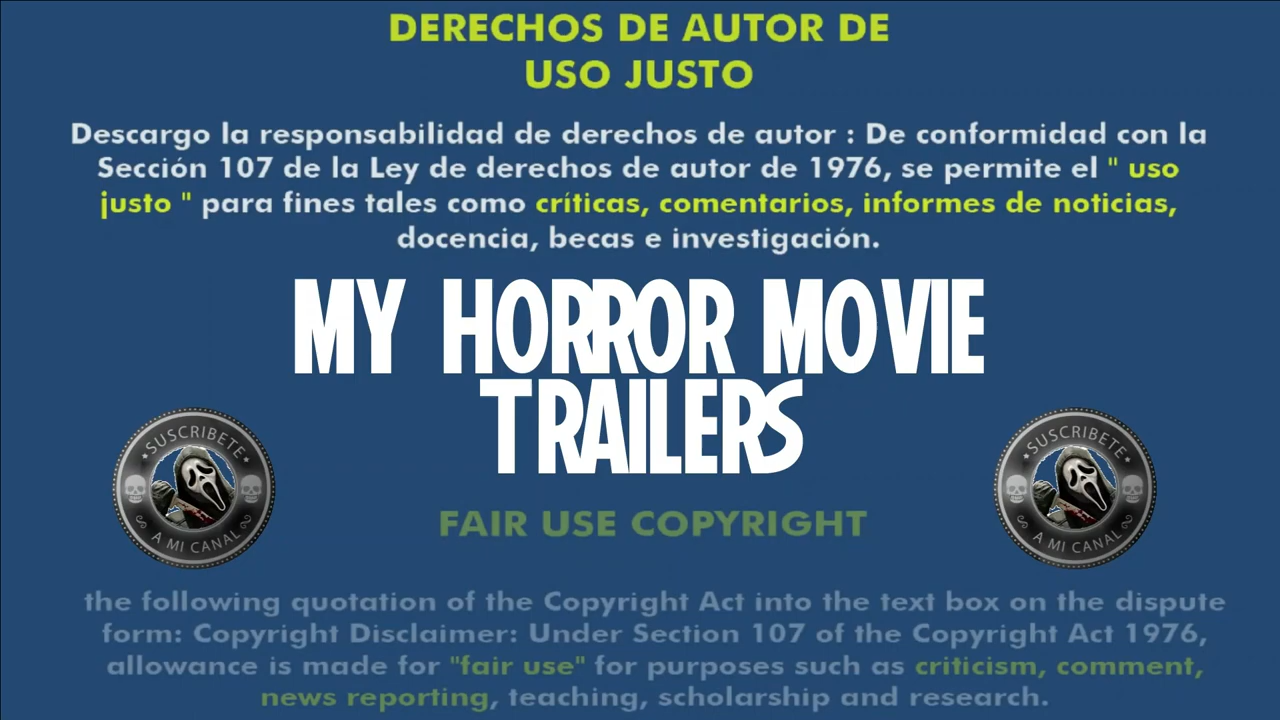 DERECHOS DE AUTOR DE
USO JUSTO
Descargo la responsabilidad de derechos de autor : De conformidad con la
Sección 107 de la Ley de derechos de autor de 1976, se permite el " uso
justo " para fines tales como críticas, comentarios, informes de noticias,
docencia, becas e investigación.
MY HORROR MOVIE
TRAILERS
SUSCRIBETE
A MI CANAL
SUSCRIBETE
A MI CANAL
FAIR USE COPYRIGHT
the following quotation of the Copyright Act into the text box on the dispute
form: Copyright Disclaimer: Under Section 107 of the Copyright Act 1976,
allowance is made for "fair use" for purposes such as criticism, comment,
news reporting, teaching, scholarship and research.